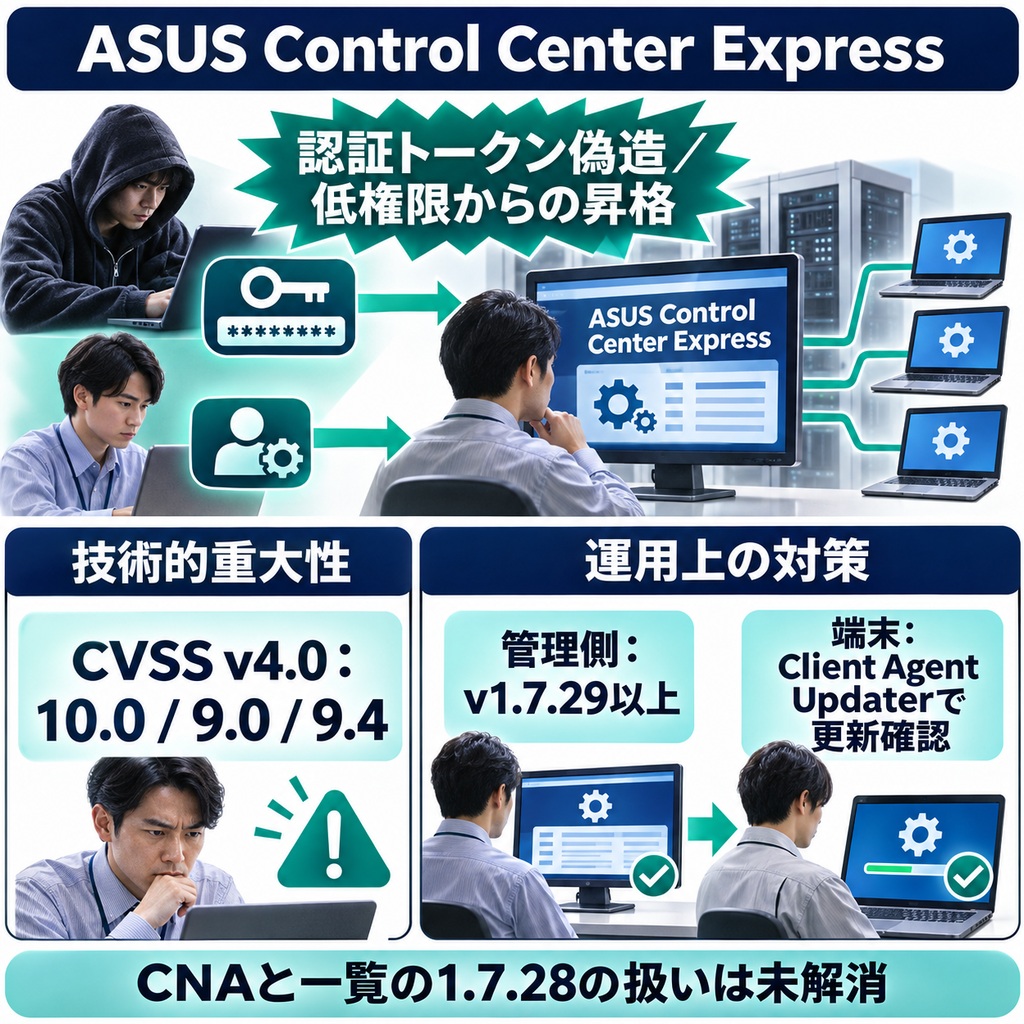 ASUS Control Center Express
認証トークン偽造／
低権限からの昇格
********
ASUS Control
Center Express
技術的重大性
CVSS v4.0：
10.0 / 9.0 / 9.4
運用上の対策
管理側：
v1.7.29以上
端末：
Client Agent
Updaterで
更新確認
CNAと一覧の1.7.28の扱いは未解消